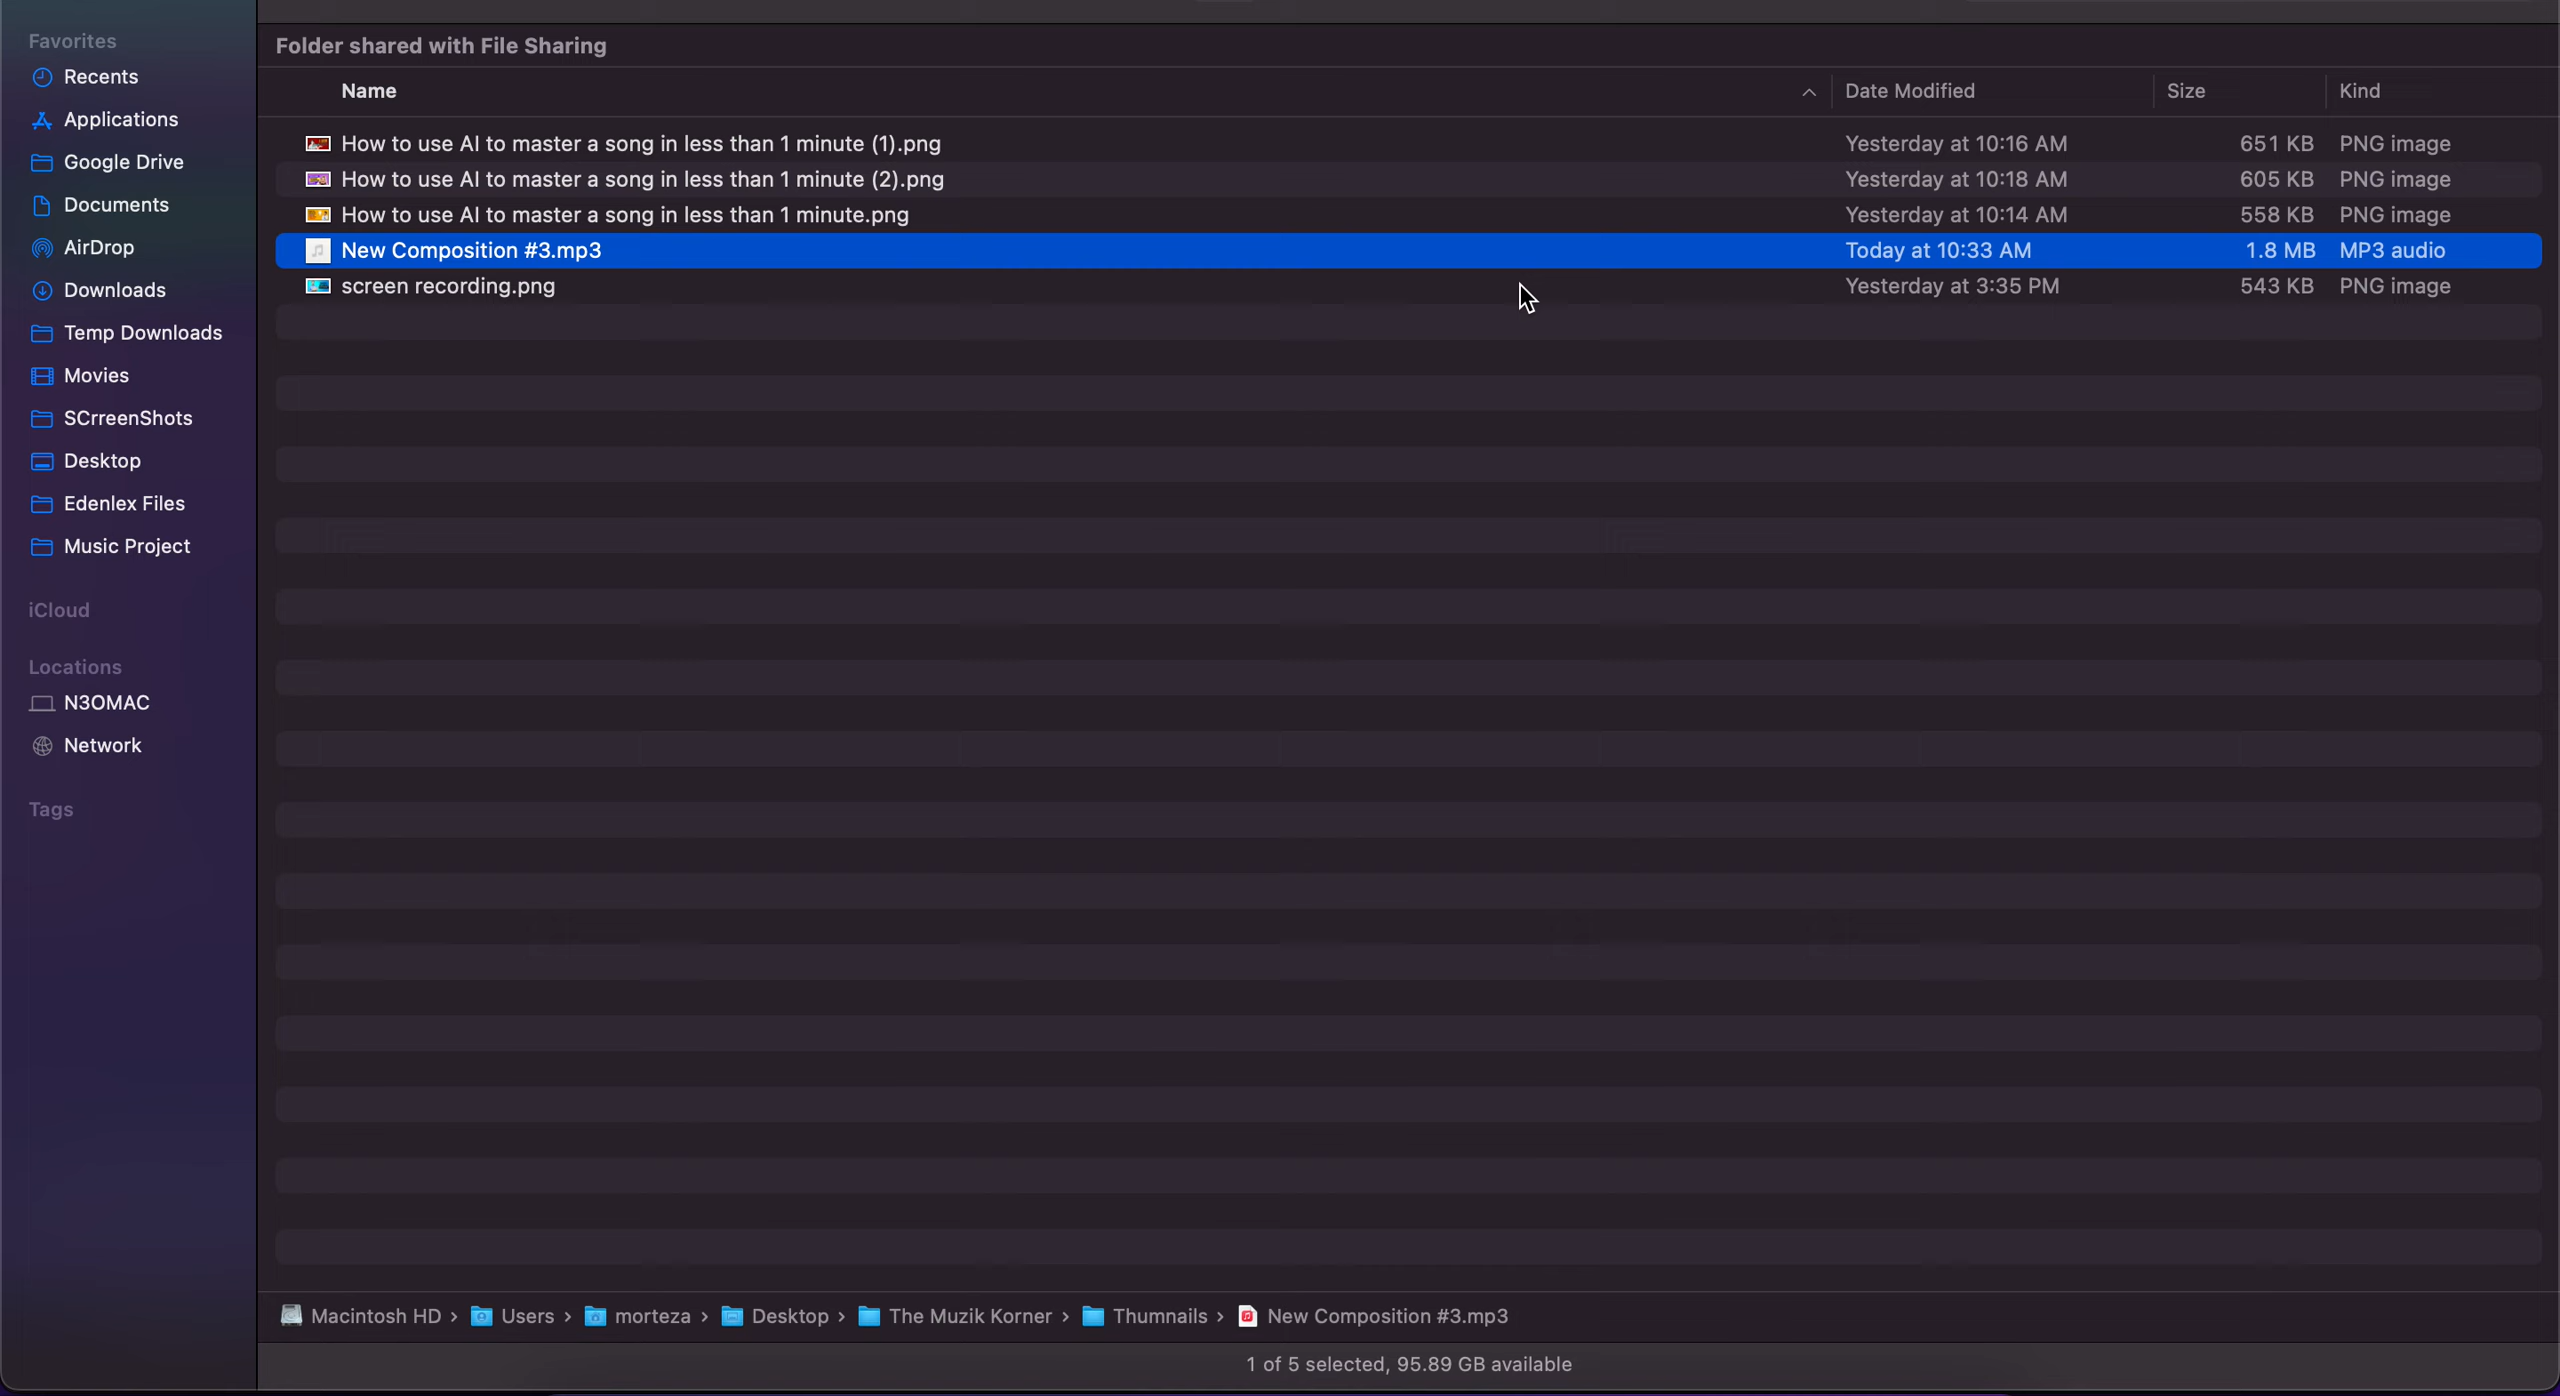 Favorites
Recents
Applications
Google Drive
Documents
AirDrop
Downloads
Temp Downloads
Movies
SCrreenShots
Desktop
Edenlex Files
Music Project
iCloud
Locations
N3OMAC
Network
Tags
Folder shared with File Sharing
Name Date Modified Size Kind
How to use AI to master a song in less than 1 minute (1).png Yesterday at 10:16 AM 651 KB PNG image
How to use AI to master a song in less than 1 minute (2).png Yesterday at 10:18 AM 605 KB PNG image
How to use AI to master a song in less than 1 minute.png Yesterday at 10:14 AM 558 KB PNG image
New Composition #3.mp3 Today at 10:33 AM 1.8 MB MP3 audio
screen recording.png Yesterday at 3:35 PM 543 KB PNG image
Macintosh HD › Users › morteza › Desktop › The Muzik Korner › Thumnails › New Composition #3.mp3
1 of 5 selected, 95.89 GB available